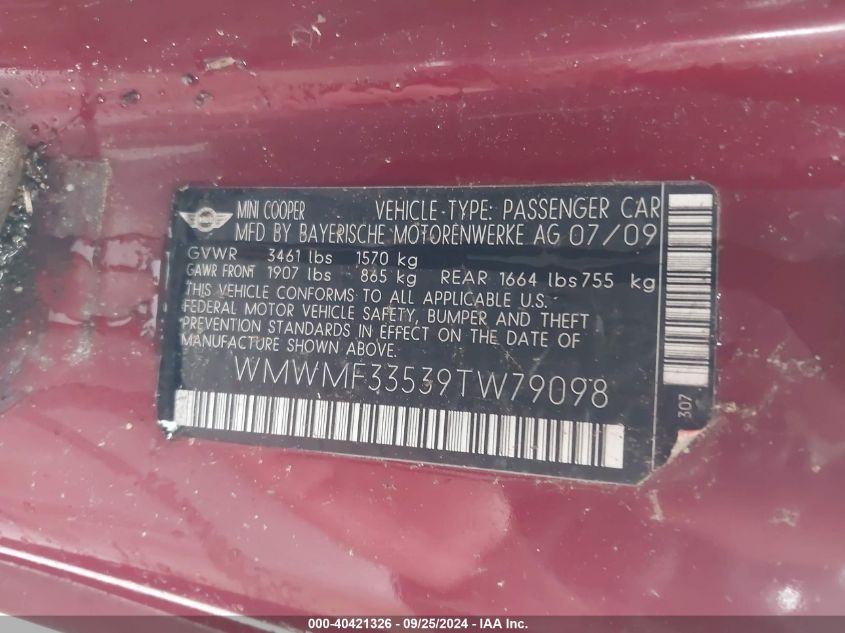 MINI COOPER VEHICLE-TYPE: PASSENGER CAR
MFD BY BAYERISCHE MOTORENWERKE AG 07/09
GVWR 3461 lbs 1570 kg
GAWR FRONT 1907 lbs 865 kg REAR 1664 lbs 755 kg
THIS VEHICLE CONFORMS TO ALL APPLICABLE U.S.
FEDERAL MOTOR VEHICLE SAFETY, BUMPER AND THEFT
PREVENTION STANDARDS IN EFFECT ON THE DATE OF
MANUFACTURE SHOWN ABOVE.
WMWMF33539TW79098
307
000-40421326 - 09/25/2024 - IAA Inc.